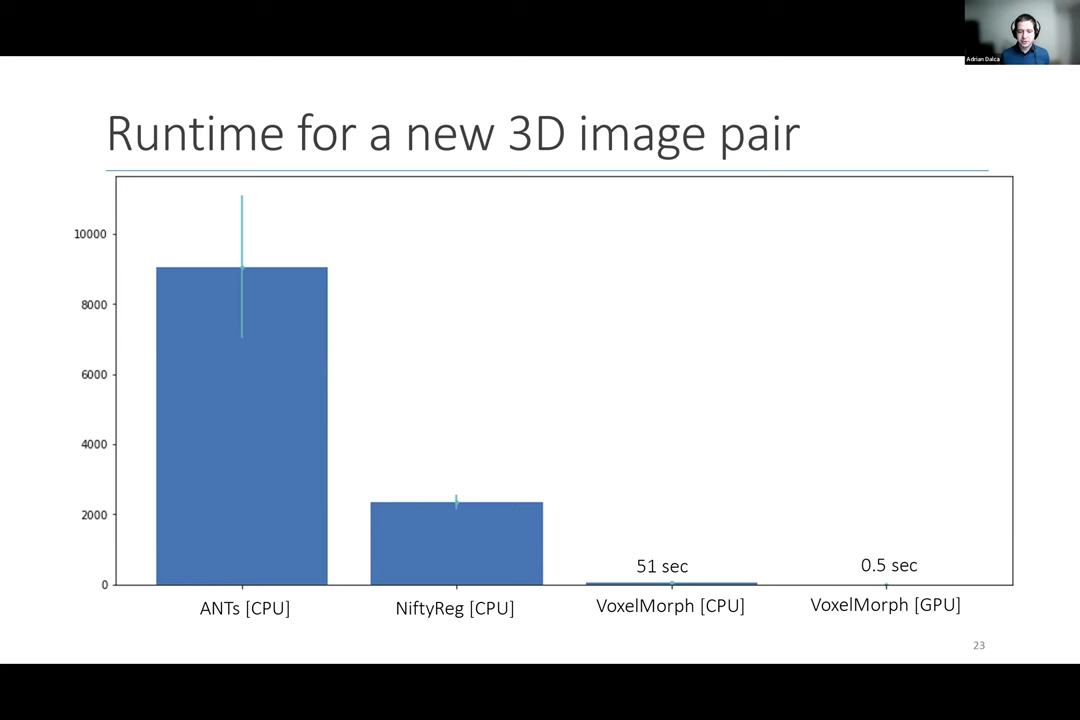 Adrian Dalca
Runtime for a new 3D image pair
10000
8000
6000
4000
2000
0
51 sec
0.5 sec
ANTs [CPU]
NiftyReg [CPU]
VoxelMorph [CPU]
VoxelMorph [GPU]
23